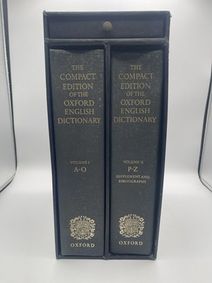 THE
COMPACT
EDITION
OF THE
OXFORD
ENGLISH
DICTIONARY
VOLUME I
A-O
OXFORD
THE
COMPACT
EDITION
OF THE
OXFORD
ENGLISH
DICTIONARY
VOLUME II
P-Z
SUPPLEMENT AND
BIBLIOGRAPHY
OXFORD